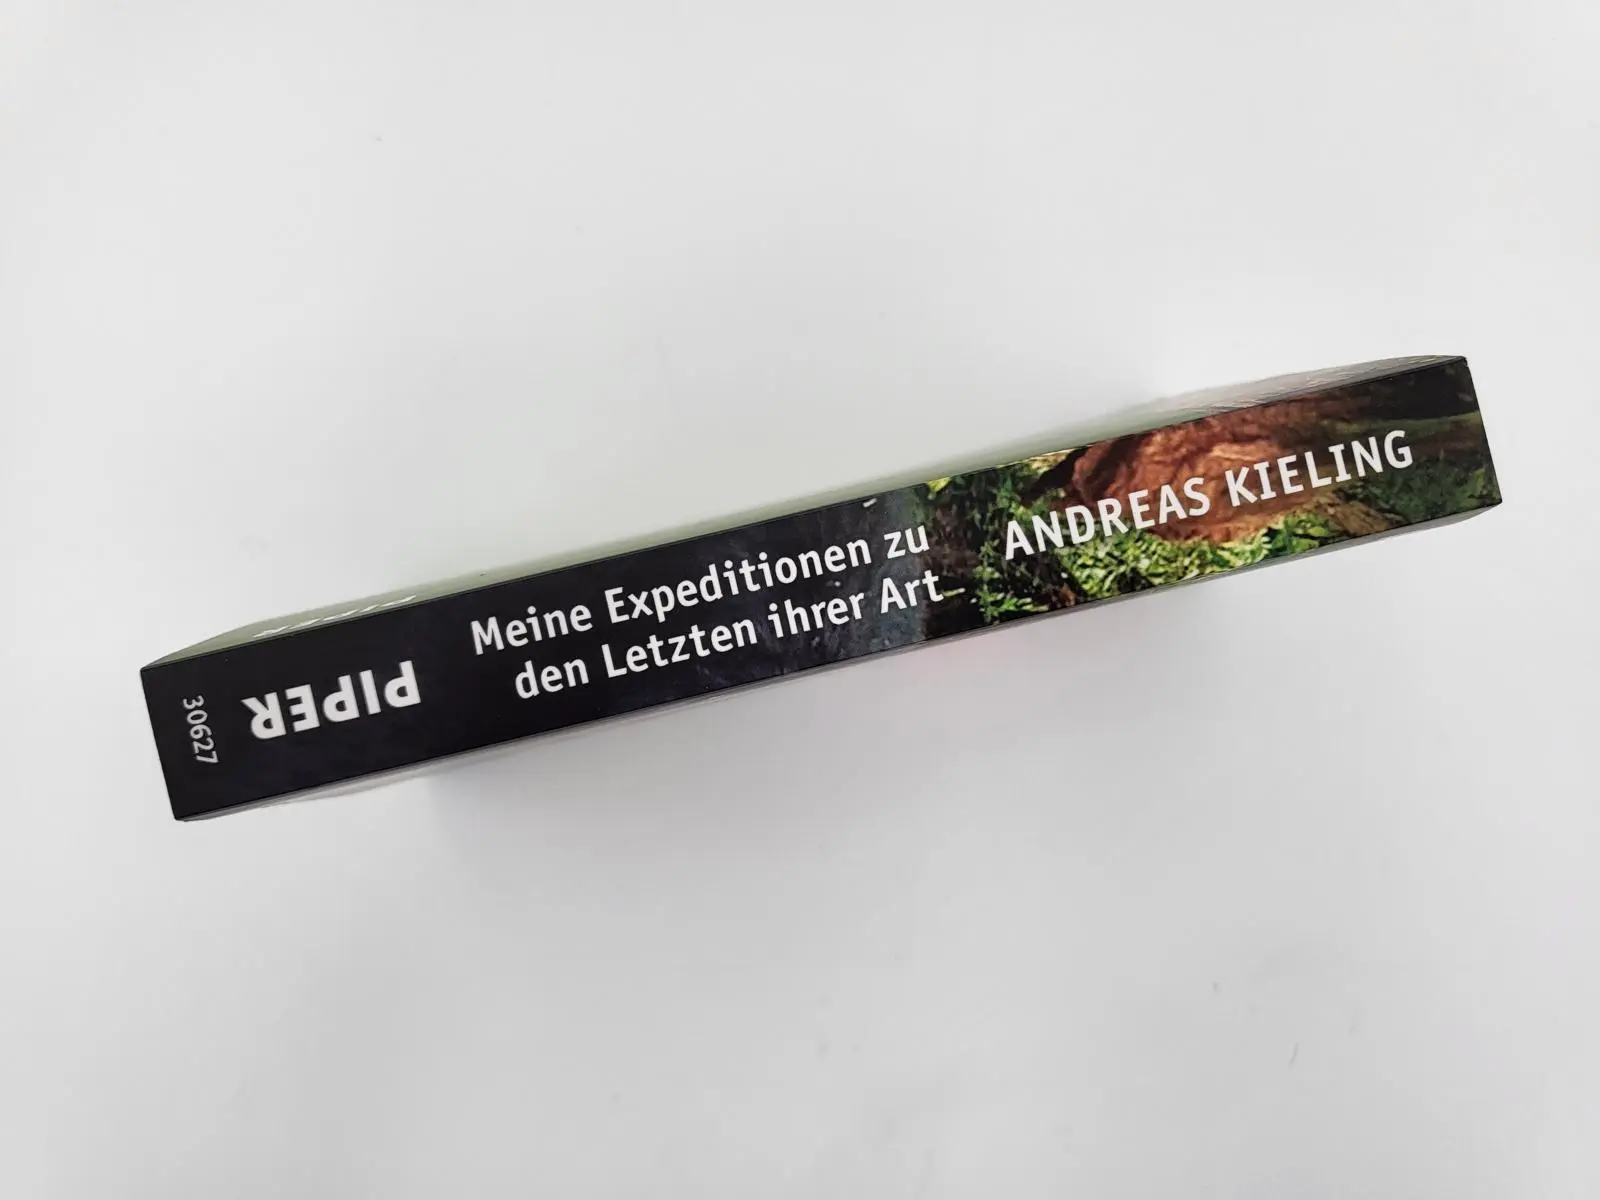 ANDREAS KIELING
Meine Expeditionen zu
den Letzten ihrer Art
PIPER
30627